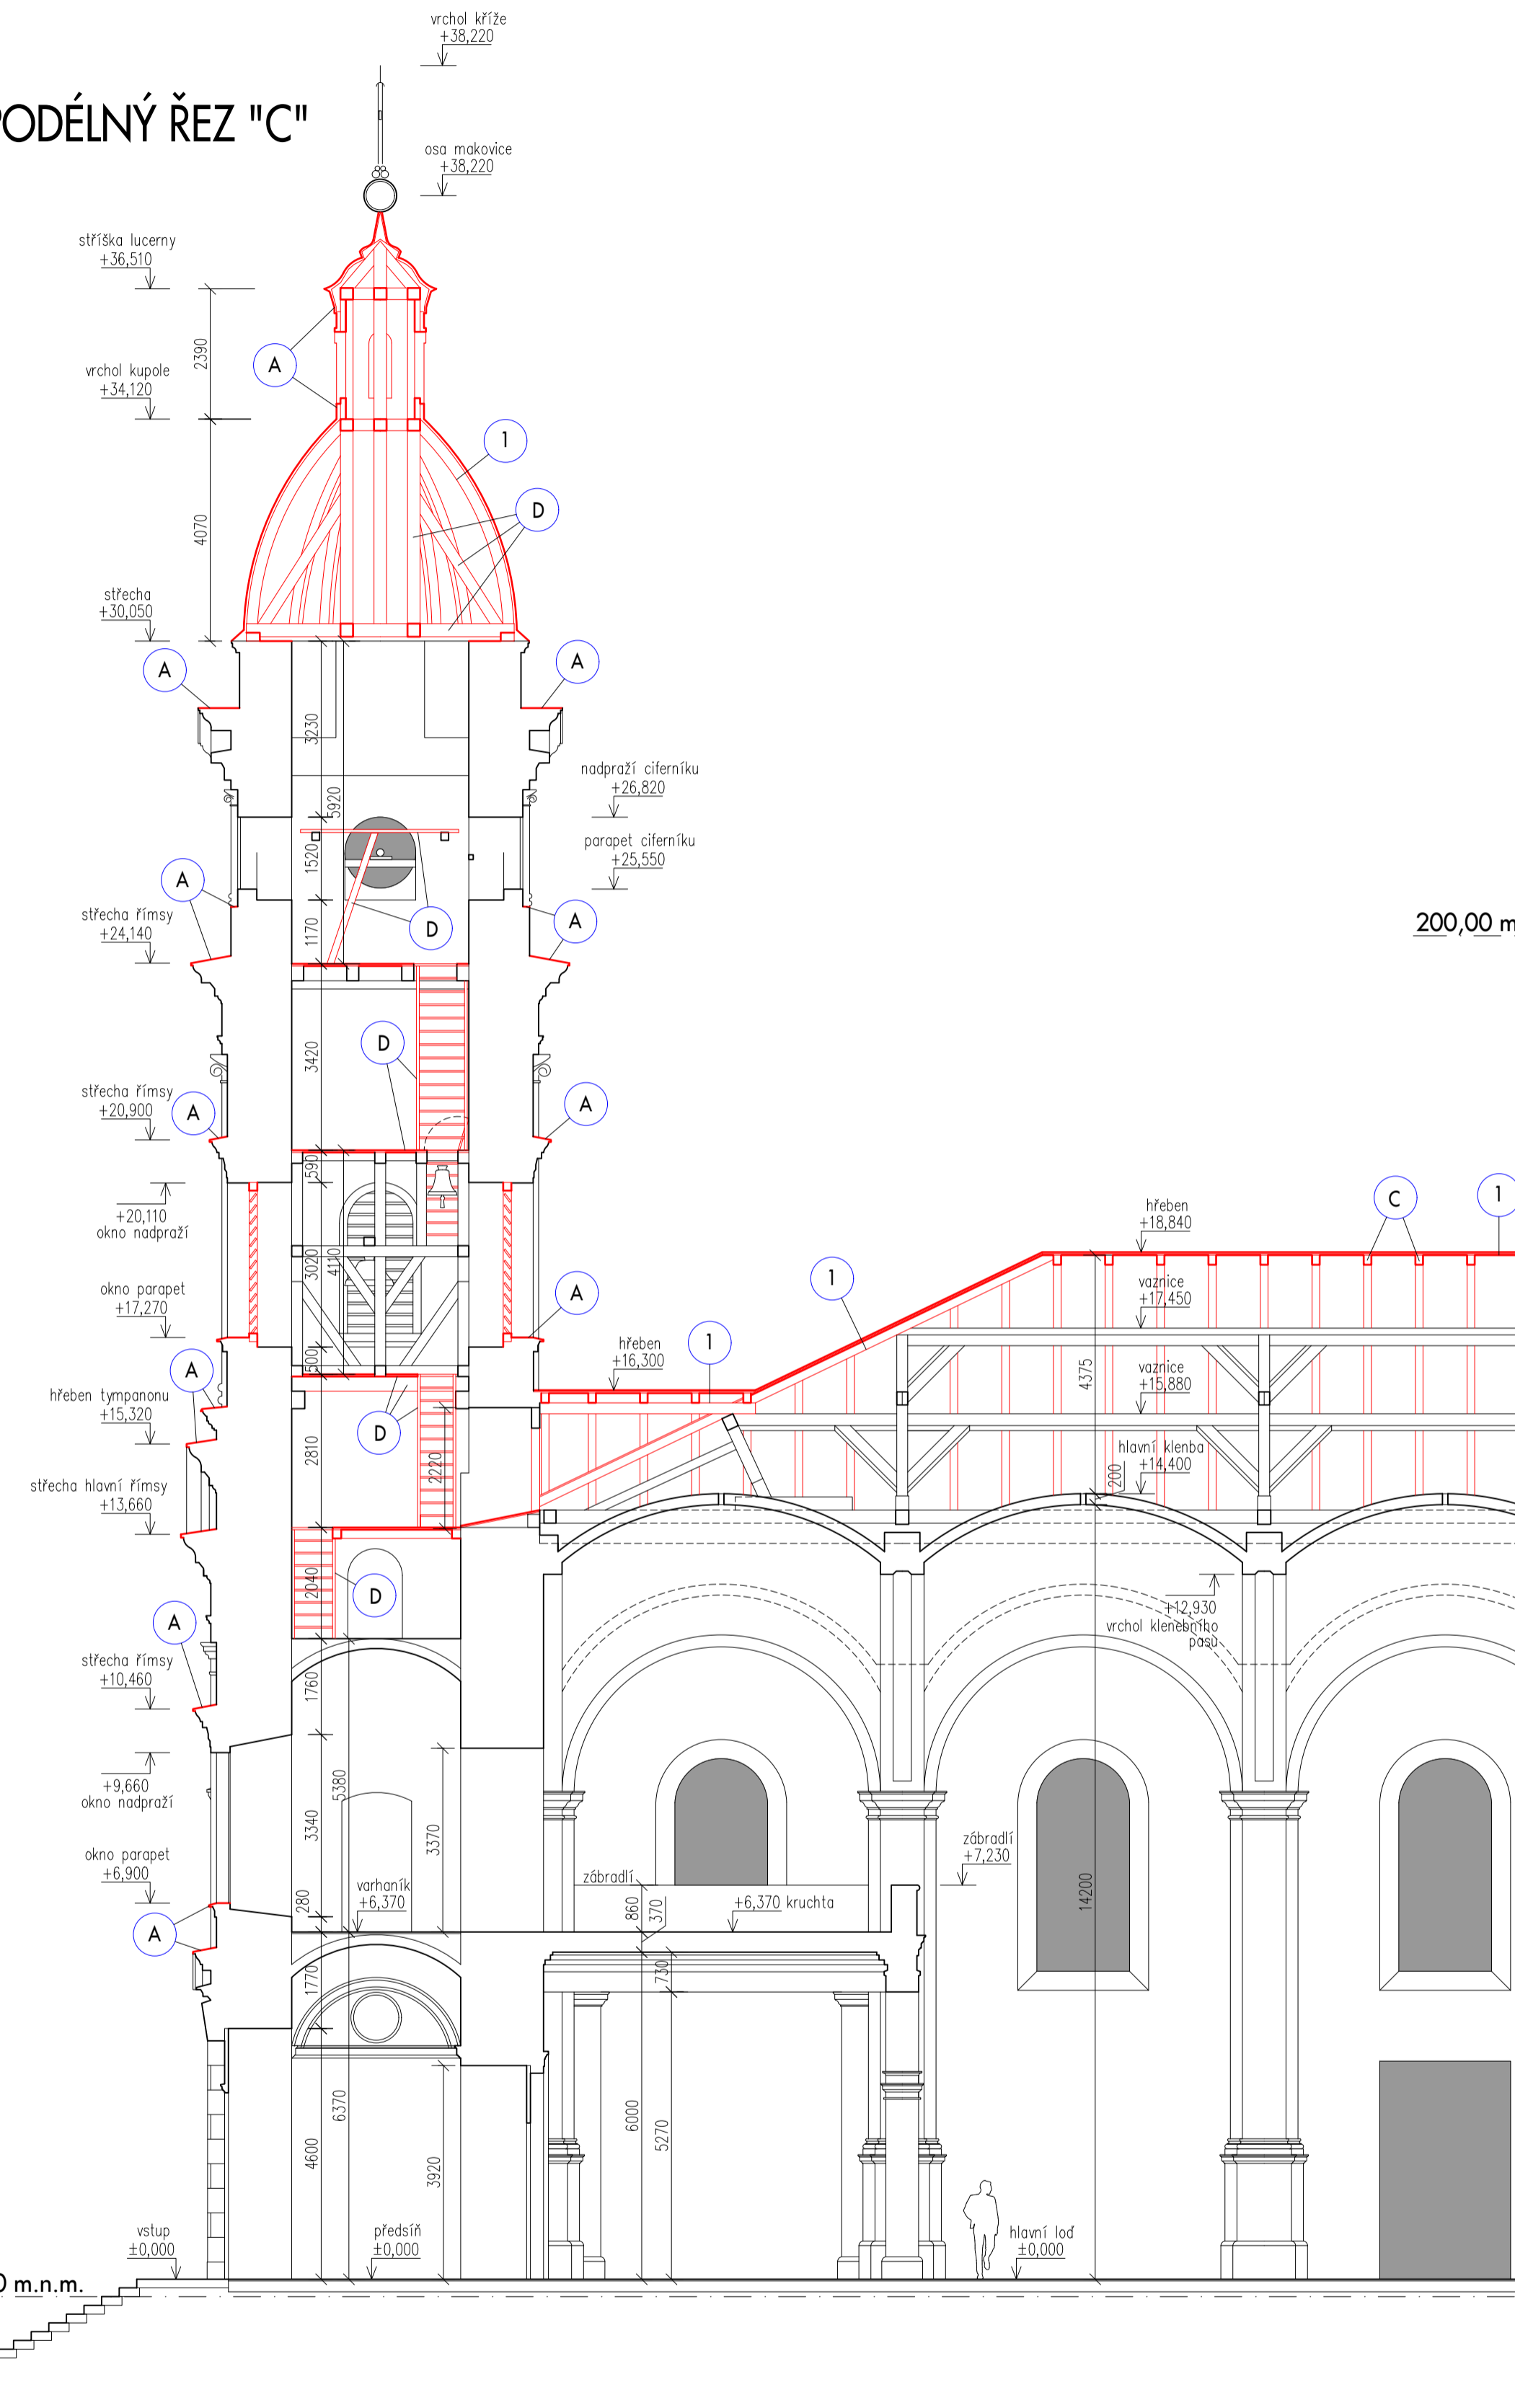 vrchol kříže
+38,220
PODÉLNÝ ŘEZ "C"
osa makovice
+38,220
stříška lucerny
+36,510
2390
A
vrchol kupole
+34,120
1
D
4070
střecha
+30,050
A
A
3230
nadpraží ciferníku
+26,820
5920
parapet ciferníku
+25,550
1520
A
A
D
střecha římsy
+24,140
1170
200,00 m
D
3420
střecha římsy
+20,900
A
A
590
+20,110
okno nadpraží
hřeben
+18,840
C
1
3020
4110
okno parapet
+17,270
A
1
vaznice
+17,450
hřeben
+16,300
1
500
A
vaznice
+15,880
4375
hřeben tympanonu
+15,320
D
2810
2220
hlavní klenba
+14,400
200
střecha hlavní římsy
+13,660
2040
D
A
+12,930
vrchol klenebního
pasu
střecha římsy
+10,460
1760
+9,660
okno nadpraží
5380
3340
3370
okno parapet
+6,900
zábradlí
+7,230
zábradlí
varhaník
+6,370
280
860
370
+6,370 kruchta
14200
A
1770
730
6370
6000
5270
4600
3920
vstup
±0,000
předsíň
±0,000
hlavní loď
±0,000
0 m.n.m.